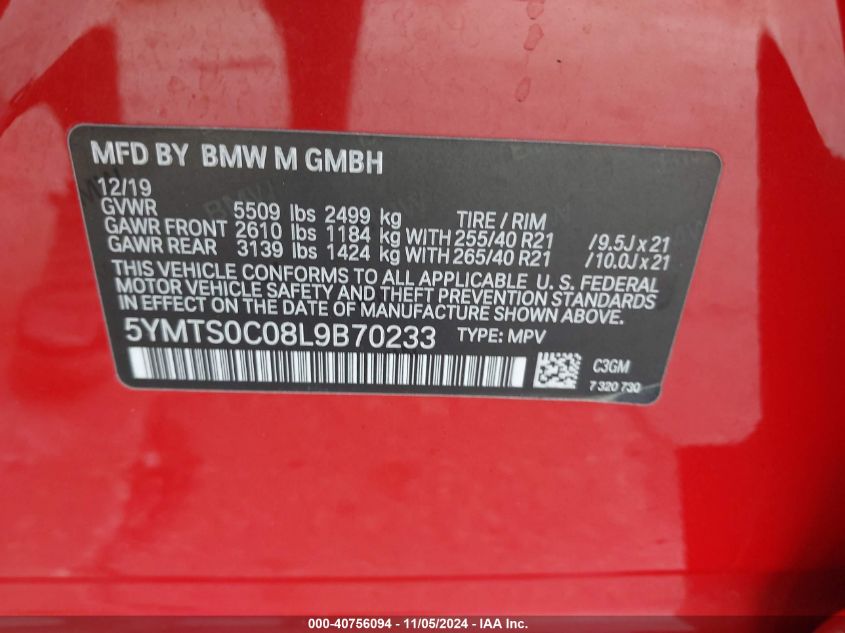 MFD BY BMW M GMBH
12/19
GVWR 5509 lbs 2499 kg TIRE / RIM
GAWR FRONT 2610 lbs 1184 kg WITH 255/40 R21 / 9.5J x 21
GAWR REAR 3139 lbs 1424 kg WITH 265/40 R21 / 10.0J x 21
THIS VEHICLE CONFORMS TO ALL APPLICABLE U. S. FEDERAL
MOTOR VEHICLE SAFETY AND THEFT PREVENTION STANDARDS
IN EFFECT ON THE DATE OF MANUFACTURE SHOWN ABOVE.
5YMTS0C08L9B70233 TYPE: MPV
C3GM
7 320 730
000-40756094 - 11/05/2024 - IAA Inc.